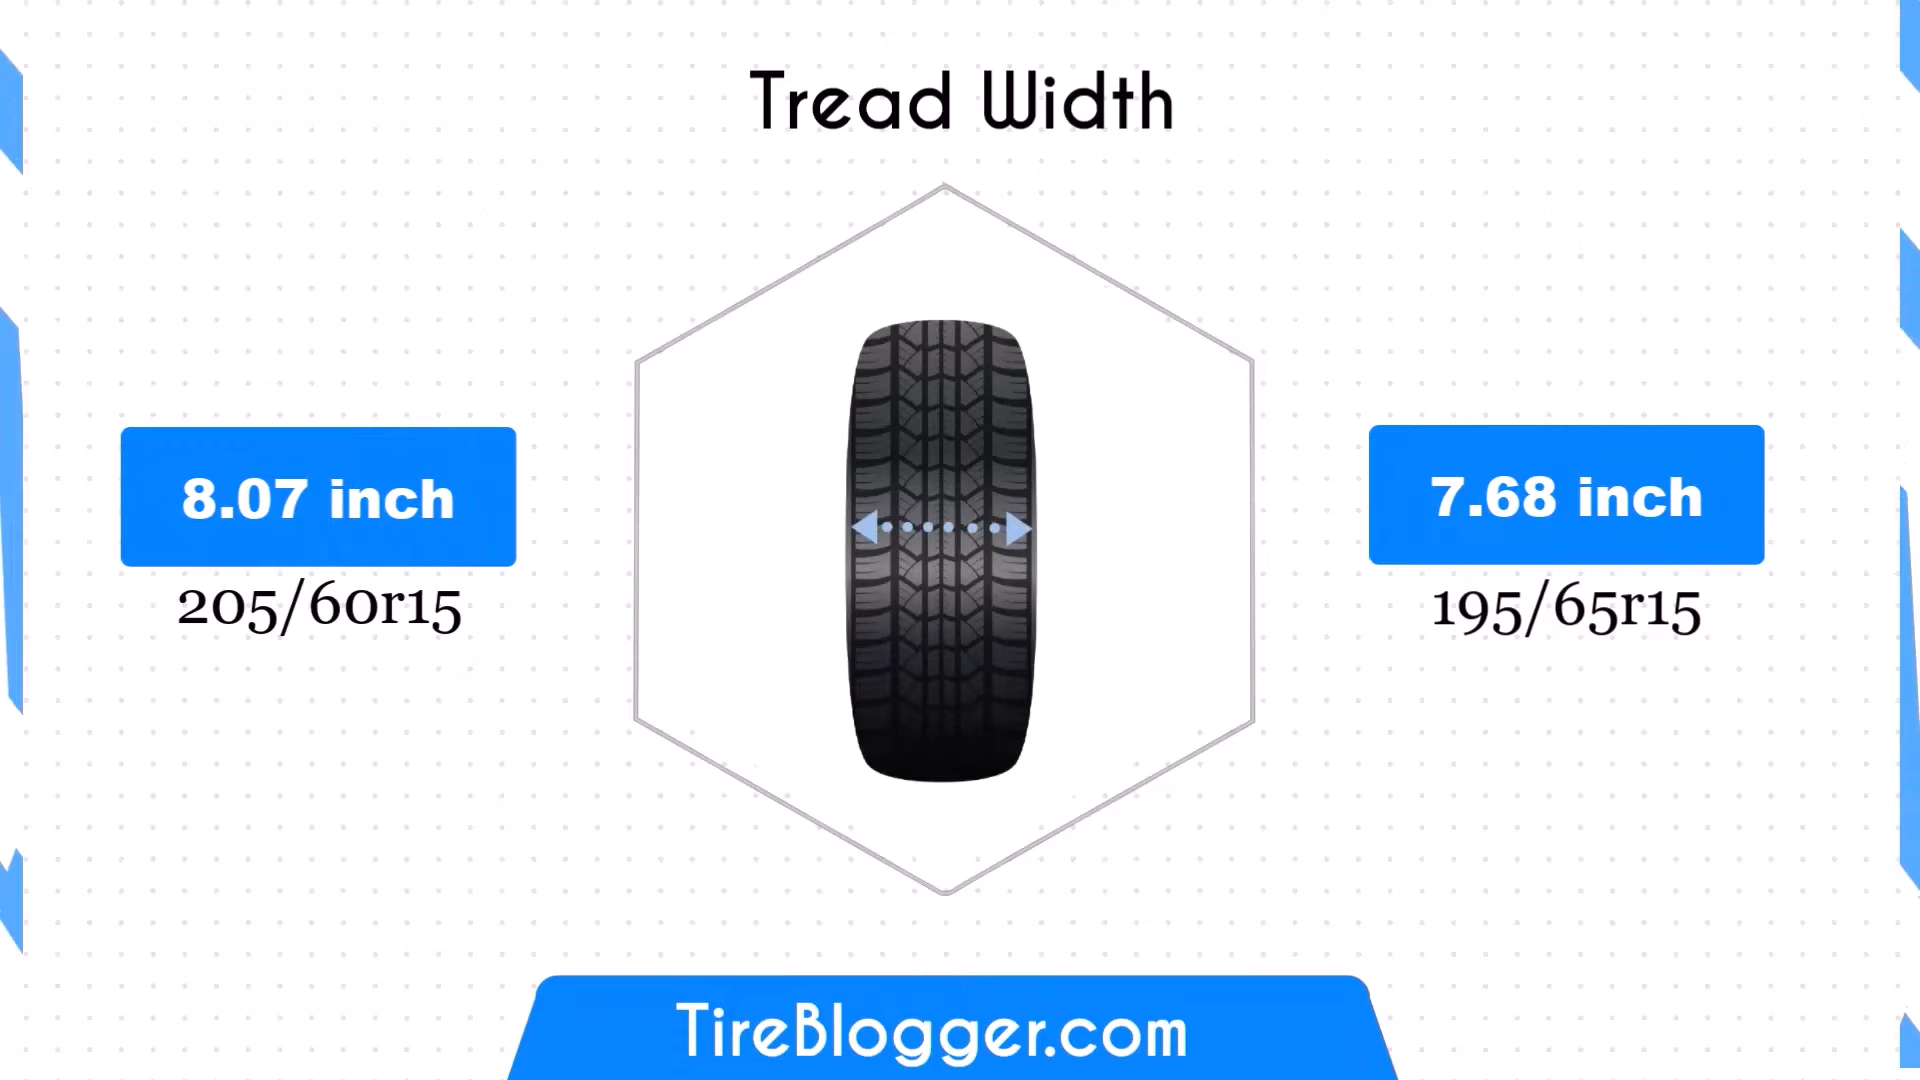 Tread Width
8.07 inch
205/60r15
7.68 inch
195/65r15
TireBlogger.com